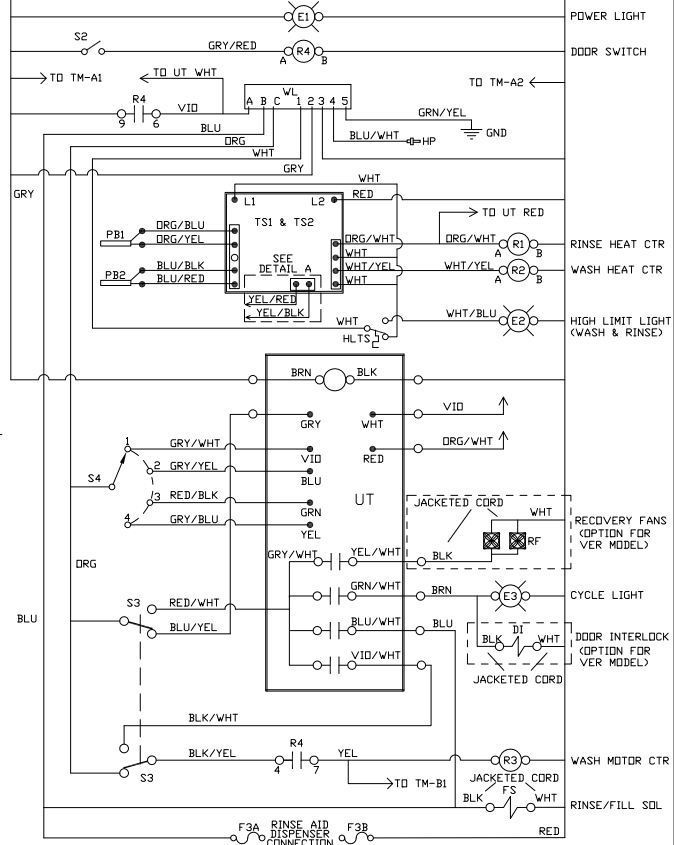 E1 POWER LIGHT
S2 GRY/RED A R4 B DOOR SWITCH
TO TM-A1 TO UT WHT TO TM-A2
WL
R4 VIO A B C 1 2 3 4 5 GRN/YEL
9 6
BLU BLU/WHT HP GND
ORG
WHT
GRY
WHT
GRY RED
L1 L2
TO UT RED
TS1 & TS2
PB1 ORG/BLU ORG/WHT ORG/WHT R1 RINSE HEAT CTR
ORG/YEL A B
WHT
SEE
DETAIL A
PB2 BLU/BLK WHT/YEL WHT/YEL R2 WASH HEAT CTR
BLU/RED WHT A B
YEL/RED
YEL/BLK
WHT WHT/BLU E2 HIGH LIMIT LIGHT
(WASH & RINSE)
HLTS
BRN BLK
VIO
GRY WHT
ORG/WHT
1 GRY/WHT
VIO RED
S4 2 GRY/YEL
BLU
3 RED/BLK UT
GRN
4 GRY/BLU
YEL
JACKETED CORD
WHT
RF RECOVERY FANS
(OPTION FOR
VER MODEL)
GRY/WHT YEL/WHT BLK
ORG
GRN/WHT BRN E3 CYCLE LIGHT
S3 RED/WHT
BLU BLU/YEL BLU/WHT BLU
BLK DI WHT DOOR INTERLOCK
(OPTION FOR
VER MODEL)
VIO/WHT
JACKETED CORD
BLK/WHT
S3 BLK/YEL R4 YEL R3 WASH MOTOR CTR
4 7
TO TM-B1
JACKETED CORD
BLK FS WHT RINSE/FILL SOL
F3A RINSE AID F3B RED
DISPENSER
CONNECTION